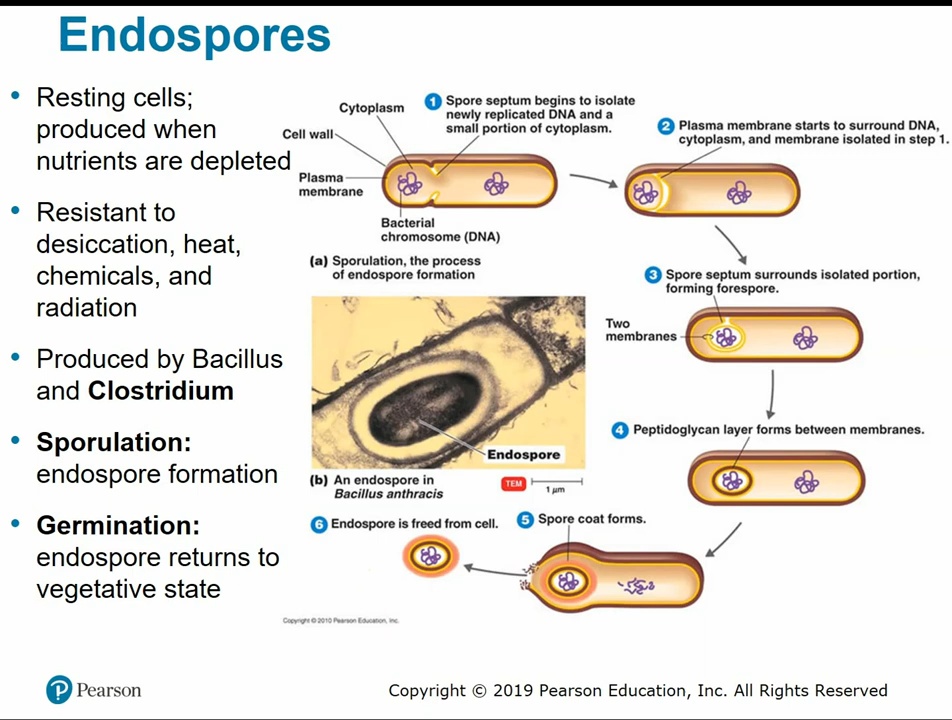 Endospores
• Resting cells;
produced when
nutrients are depleted
• Resistant to
desiccation, heat,
chemicals, and
radiation
• Produced by Bacillus
and Clostridium
• Sporulation:
endospore formation
• Germination:
endospore returns to
vegetative state
Cytoplasm
Cell wall
Plasma
membrane
Bacterial
chromosome (DNA)
1 Spore septum begins to isolate
newly replicated DNA and a
small portion of cytoplasm.
2 Plasma membrane starts to surround DNA,
cytoplasm, and membrane isolated in step 1.
(a) Sporulation, the process
of endospore formation
3 Spore septum surrounds isolated portion,
forming forespore.
Two
membranes
4 Peptidoglycan layer forms between membranes.
Endospore
(b) An endospore in
Bacillus anthracis
TEM
1 µm
5 Spore coat forms.
6 Endospore is freed from cell.
Copyright © 2010 Pearson Education, Inc.
P Pearson
Copyright © 2019 Pearson Education, Inc. All Rights Reserved